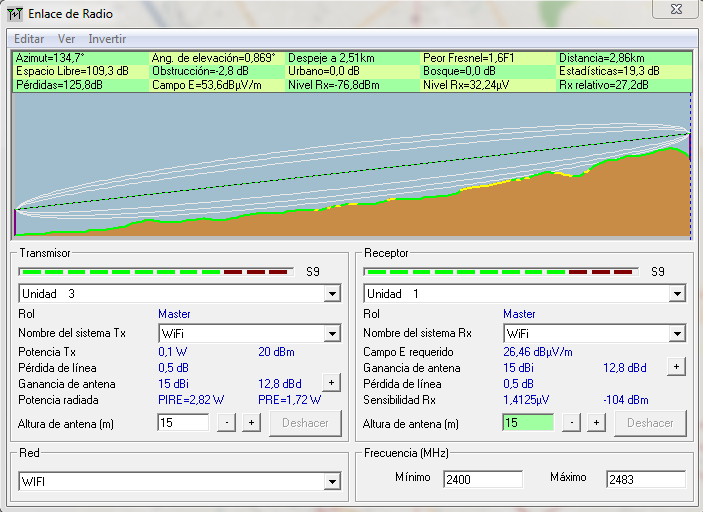 Enlace de Radio
Editar Ver Invertir
Azimut=134,7° Ang. de elevación=0,869° Despeje a 2,51km Peor Fresnel=1,6F1 Distancia=2,86km
Espacio Libre=109,3 dB Obstrucción=-2,8 dB Urbano=0,0 dB Bosque=0,0 dB Estadísticas=19,3 dB
Pérdidas=125,8dB Campo E=53,6dBµV/m Nivel Rx=-76,8dBm Nivel Rx=32,24µV Rx relativo=27,2dB
Transmisor
S9
Unidad 3
Rol Master
Nombre del sistema Tx WiFi
Potencia Tx 0,1 W 20 dBm
Pérdida de línea 0,5 dB
Ganancia de antena 15 dBi 12,8 dBd +
Potencia radiada PIRE=2,82 W PRE=1,72 W
Altura de antena (m) 15 - + Deshacer
Red
WIFI
Receptor
S9
Unidad 1
Rol Master
Nombre del sistema Rx WiFi
Campo E requerido 26,46 dBµV/m
Ganancia de antena 15 dBi 12,8 dBd +
Pérdida de línea 0,5 dB
Sensibilidad Rx 1,4125µV -104 dBm
Altura de antena (m) 15 - + Deshacer
Frecuencia (MHz)
Mínimo 2400 Máximo 2483